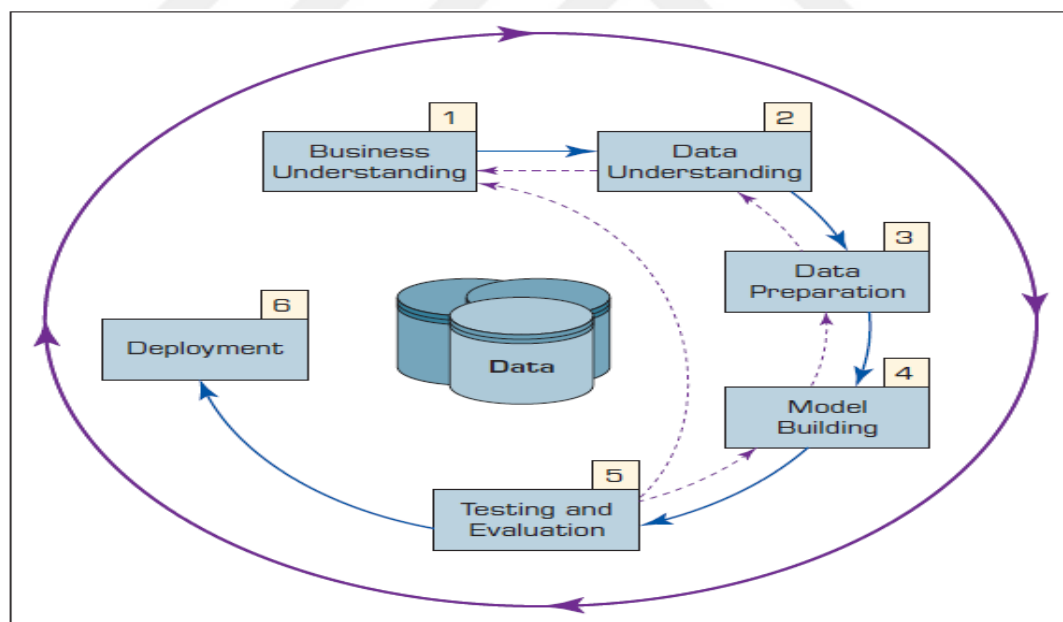 1
Business
Understanding
2
Data
Understanding
3
Data
Preparation
4
Model
Building
5
Testing and
Evaluation
6
Deployment
Data